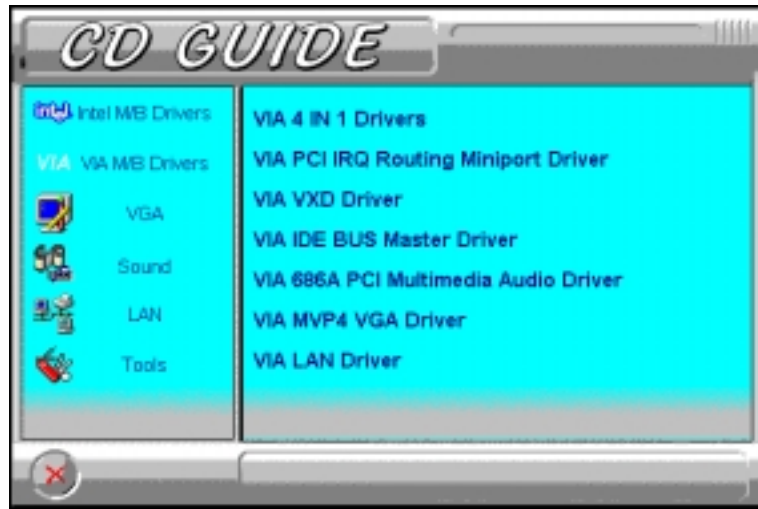 CD GUIDE
intel Intel M/B Drivers
VIA VIA M/B Drivers
VGA
Sound
LAN
Tools
VIA 4 IN 1 Drivers
VIA PCI IRQ Routing Miniport Driver
VIA VXD Driver
VIA IDE BUS Master Driver
VIA 686A PCI Multimedia Audio Driver
VIA MVP4 VGA Driver
VIA LAN Driver